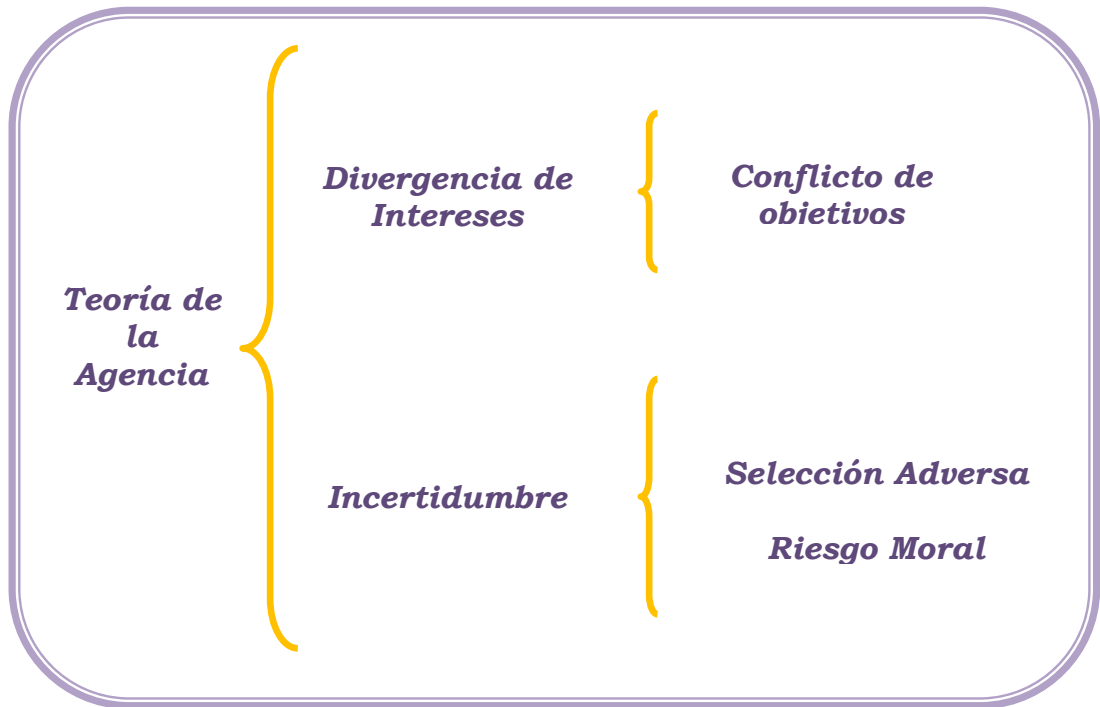 Teoría de
la
Agencia
Divergencia de
Intereses
Conflicto de
obietivos
Incertidumbre
Selección Adversa
Riesgo Moral